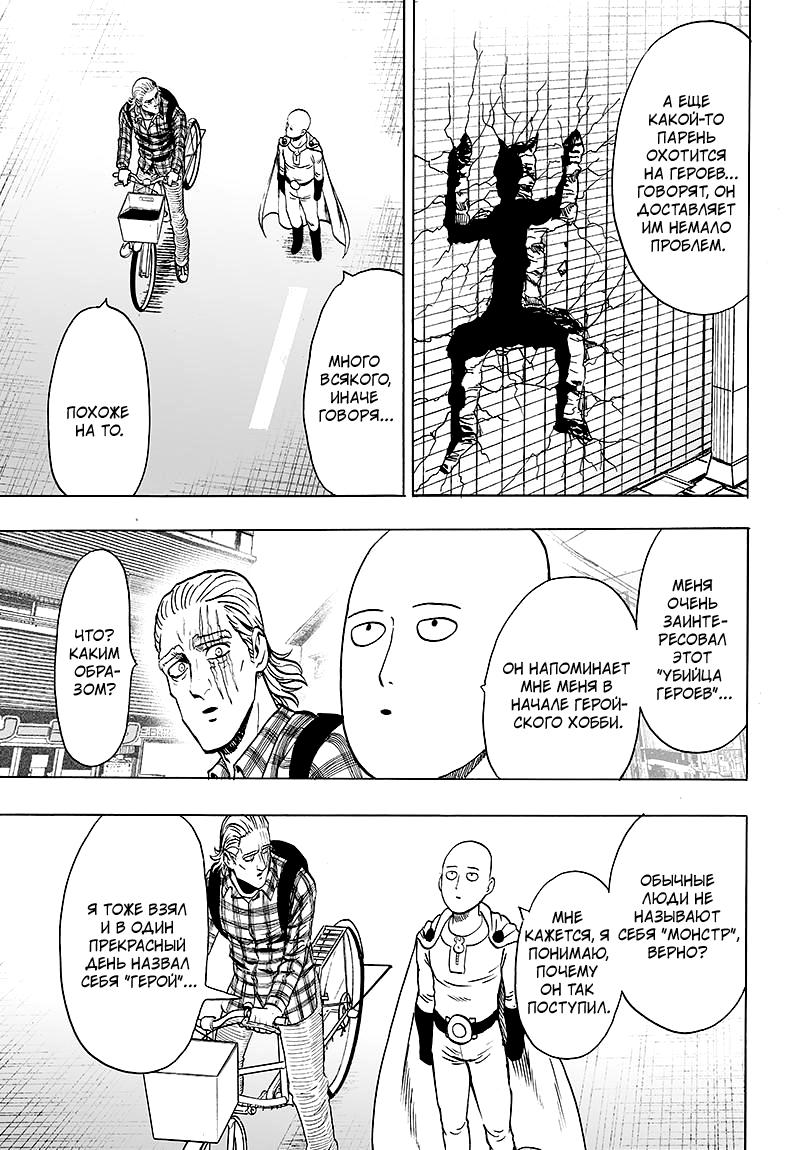 А ЕЩЕ
КАКОЙ-ТО
ПАРЕНЬ
ОХОТИТСЯ
НА ГЕРОЕВ...
ГОВОРЯТ, ОН
ДОСТАВЛЯЕТ
ИМ НЕМАЛО
ПРОБЛЕМ.
МНОГО
ВСЯКОГО,
ИНАЧЕ
ГОВОРЯ...
ПОХОЖЕ
НА ТО.
МЕНЯ
ОЧЕНЬ
ЗАИНТЕ-
РЕСОВАЛ
ЭТОТ
"УБИЙЦА
ГЕРОЕВ"...
ОН НАПОМИНАЕТ
МНЕ МЕНЯ В
НАЧАЛЕ ГЕРОЙ-
СКОГО ХОББИ.
ЧТО?
КАКИМ
ОБРА-
ЗОМ?
ОБЫЧНЫЕ
ЛЮДИ НЕ
НАЗЫВАЮТ
СЕБЯ "МОНСТР",
ВЕРНО?
МНЕ
КАЖЕТСЯ, Я
ПОНИМАЮ,
ПОЧЕМУ
ОН ТАК
ПОСТУПИЛ.
Я ТОЖЕ ВЗЯЛ
И В ОДИН
ПРЕКРАСНЫЙ
ДЕНЬ НАЗВАЛ
СЕБЯ "ГЕРОЙ"...